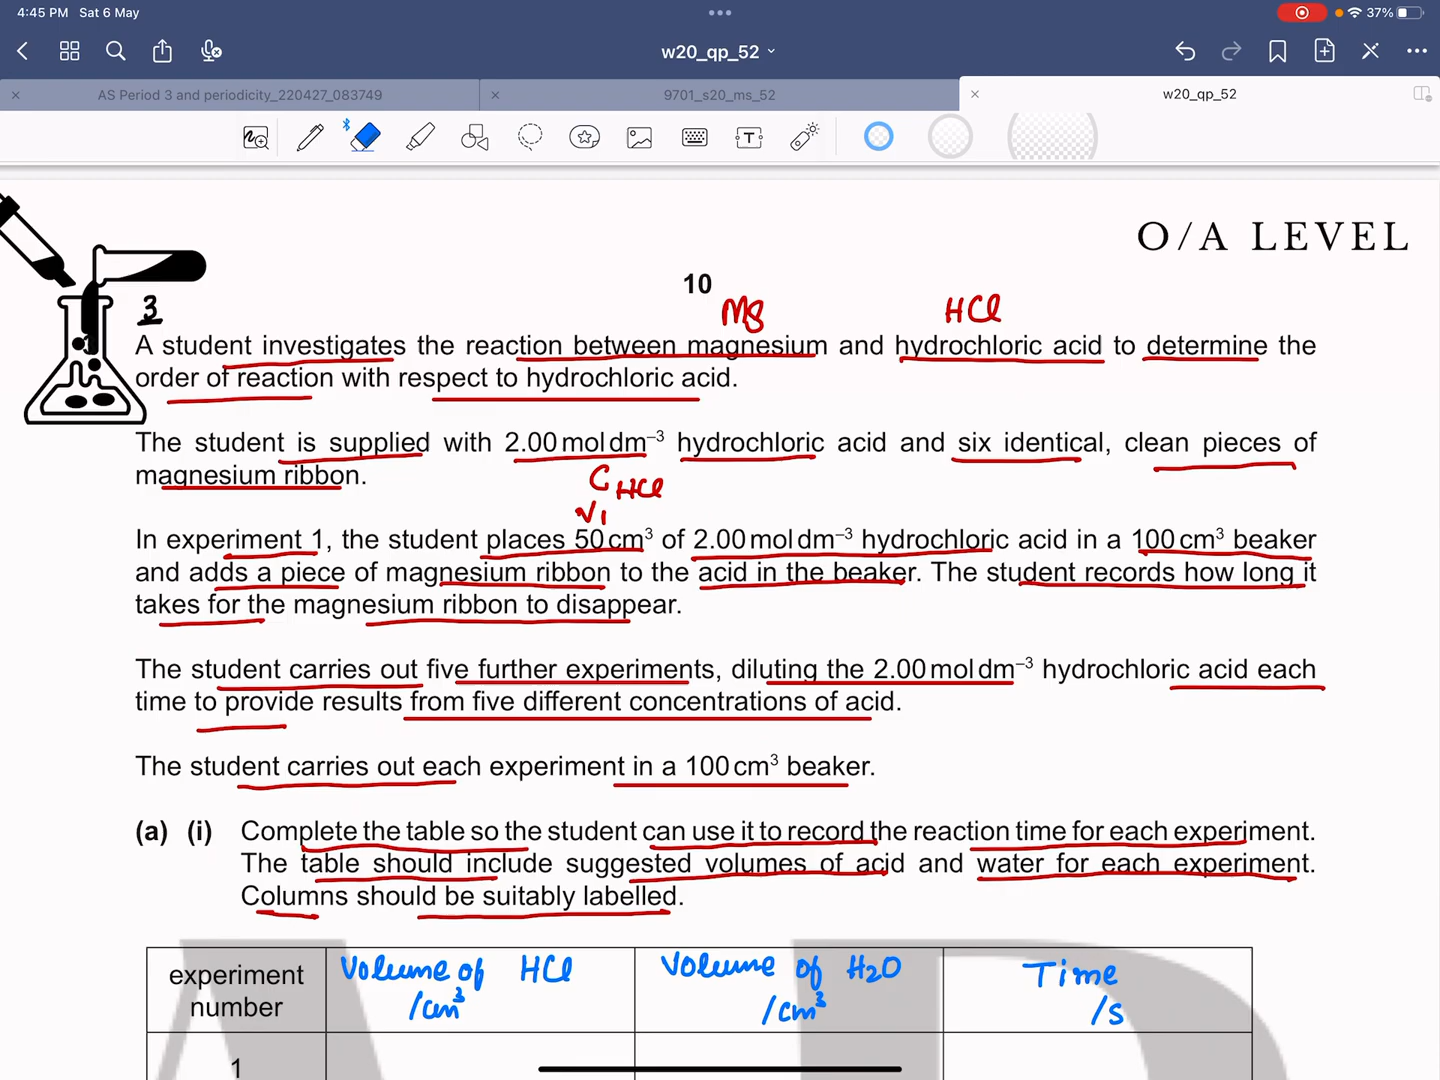 4:45 PM Sat 6 May
37%
w20_qp_52
AS Period 3 and periodicity_220427_083749
9701_s20_ms_52
w20_qp_52
O/A LEVEL
10
3
Mg HCl
A student investigates the reaction between magnesium and hydrochloric acid to determine the
order of reaction with respect to hydrochloric acid.
The student is supplied with 2.00 mol dm⁻³ hydrochloric acid and six identical, clean pieces of
magnesium ribbon.
C HCl
V1
In experiment 1, the student places 50 cm³ of 2.00 mol dm⁻³ hydrochloric acid in a 100 cm³ beaker
and adds a piece of magnesium ribbon to the acid in the beaker. The student records how long it
takes for the magnesium ribbon to disappear.
The student carries out five further experiments, diluting the 2.00 mol dm⁻³ hydrochloric acid each
time to provide results from five different concentrations of acid.
The student carries out each experiment in a 100 cm³ beaker.
(a) (i) Complete the table so the student can use it to record the reaction time for each experiment.
The table should include suggested volumes of acid and water for each experiment.
Columns should be suitably labelled.
experiment number
Volume of HCl /cm³
Volume of H2O /cm³
Time /s
1